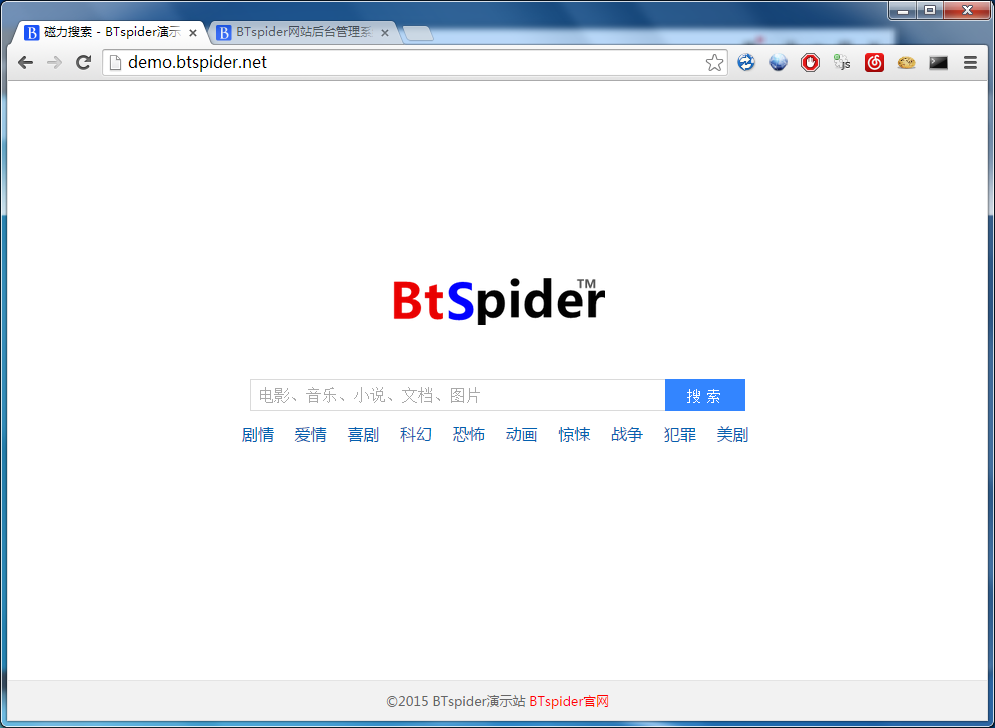 磁力搜索 - BTspider演示
BTspider网站后台管理系
demo.btspider.net
js
BtSpider™
电影、音乐、小说、文档、图片
搜 索
剧情 爱情 喜剧 科幻 恐怖 动画 惊悚 战争 犯罪 美剧
©2015 BTspider演示站 BTspider官网